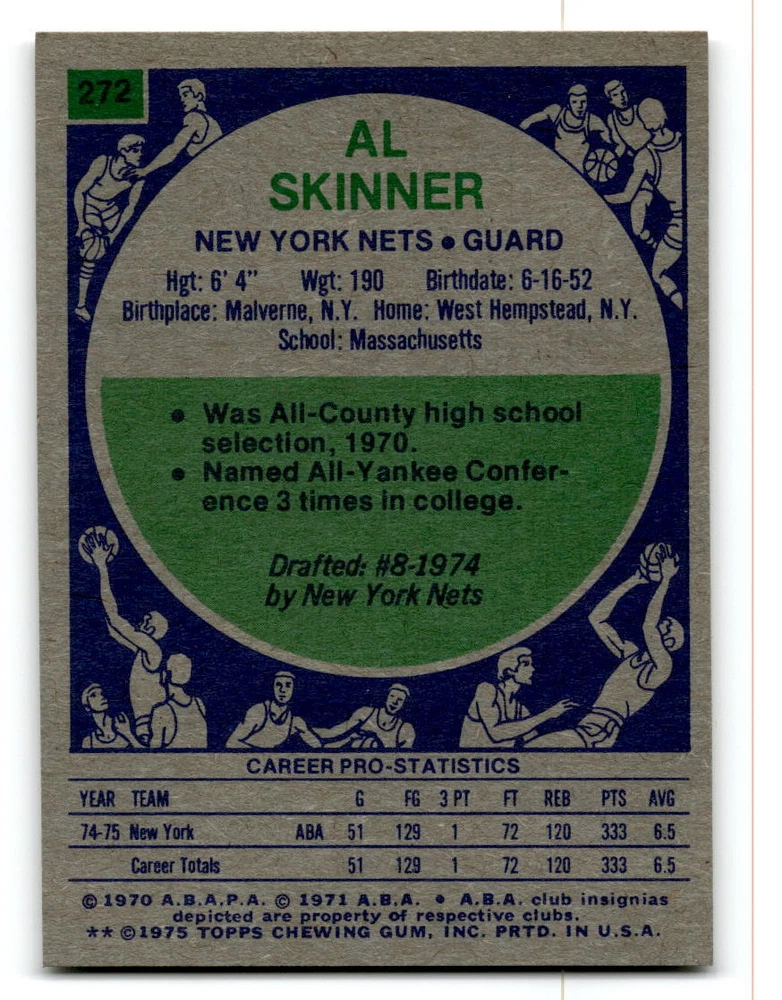 272
AL
SKINNER
NEW YORK NETS • GUARD
Hgt: 6' 4" Wgt: 190 Birthdate: 6-16-52
Birthplace: Malverne, N.Y. Home: West Hempstead, N.Y.
School: Massachusetts
• Was All-County high school
selection, 1970.
• Named All-Yankee Confer-
ence 3 times in college.
Drafted: #8-1974
by New York Nets
CAREER PRO-STATISTICS
YEAR TEAM G FG 3 PT FT REB PTS AVG
74-75 New York ABA 51 129 1 72 120 333 6.5
Career Totals 51 129 1 72 120 333 6.5
© 1970 A.B.A.P.A. © 1971 A.B.A. • A.B.A. club insignias
depicted are property of respective clubs.
** © 1975 TOPPS CHEWING GUM, INC. PRTD. IN U.S.A.